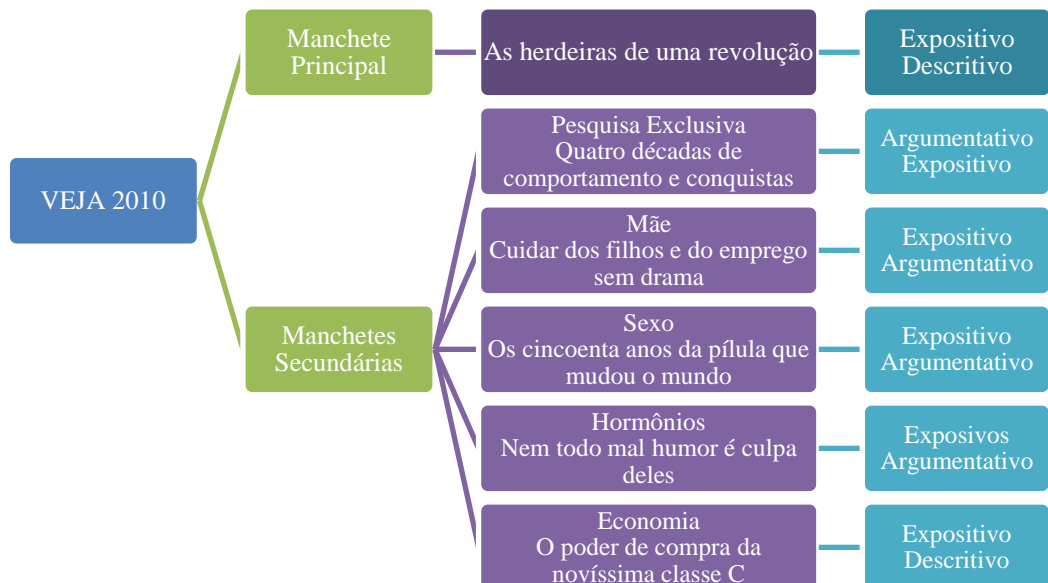 VEJA 2010
Manchete
Principal
As herdeiras de uma revolução
Expositivo
Descritivo
Manchetes
Secundárias
Pesquisa Exclusiva
Quatro décadas de
comportamento e conquistas
Argumentativo
Expositivo
Mãe
Cuidar dos filhos e do emprego
sem drama
Expositivo
Argumentativo
Sexo
Os cincoenta anos da pílula que
mudou o mundo
Expositivo
Argumentativo
Hormônios
Nem todo mal humor é culpa
deles
Exposivos
Argumentativo
Economia
O poder de compra da
novíssima classe C
Expositivo
Descritivo